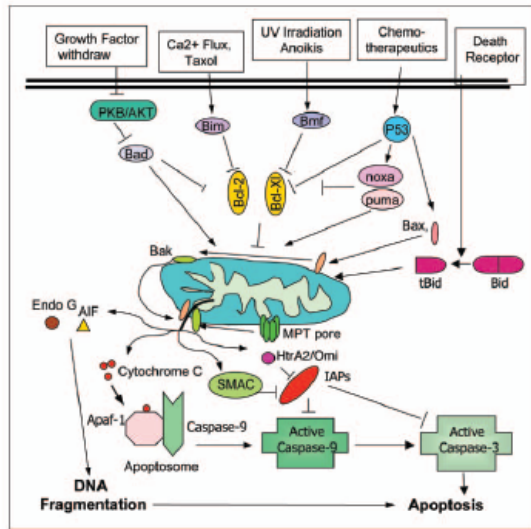 Growth Factor
withdraw
Ca2+ Flux,
Taxol
UV Irradiation
Anoikis
Chemo-
therapeutics
Death
Receptor
PKB/AKT
Bim
Bmf
P53
Bad
Bcl-2
Bcl-Xl
noxa
puma
Bax,
Bak
tBid
Bid
Endo G
AIF
MPT pore
HtrA2/Omi
Cytochrome C
SMAC
IAPs
Apaf-1
Caspase-9
Apoptosome
Active
Caspase-9
Active
Caspase-3
DNA
Fragmentation
Apoptosis